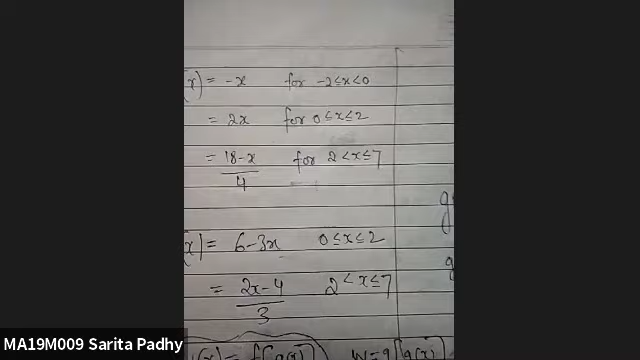 (x) = -x for -2≤x<0
= 2x for 0≤x≤2
= 18-x/4 for 2<x≤7
g
(x) = 6-3x 0≤x≤2
g
= 2x-4/3 2<x≤7
MA19M009 Sarita Padhy
(x) = f(g(x)) W = g(g(x))